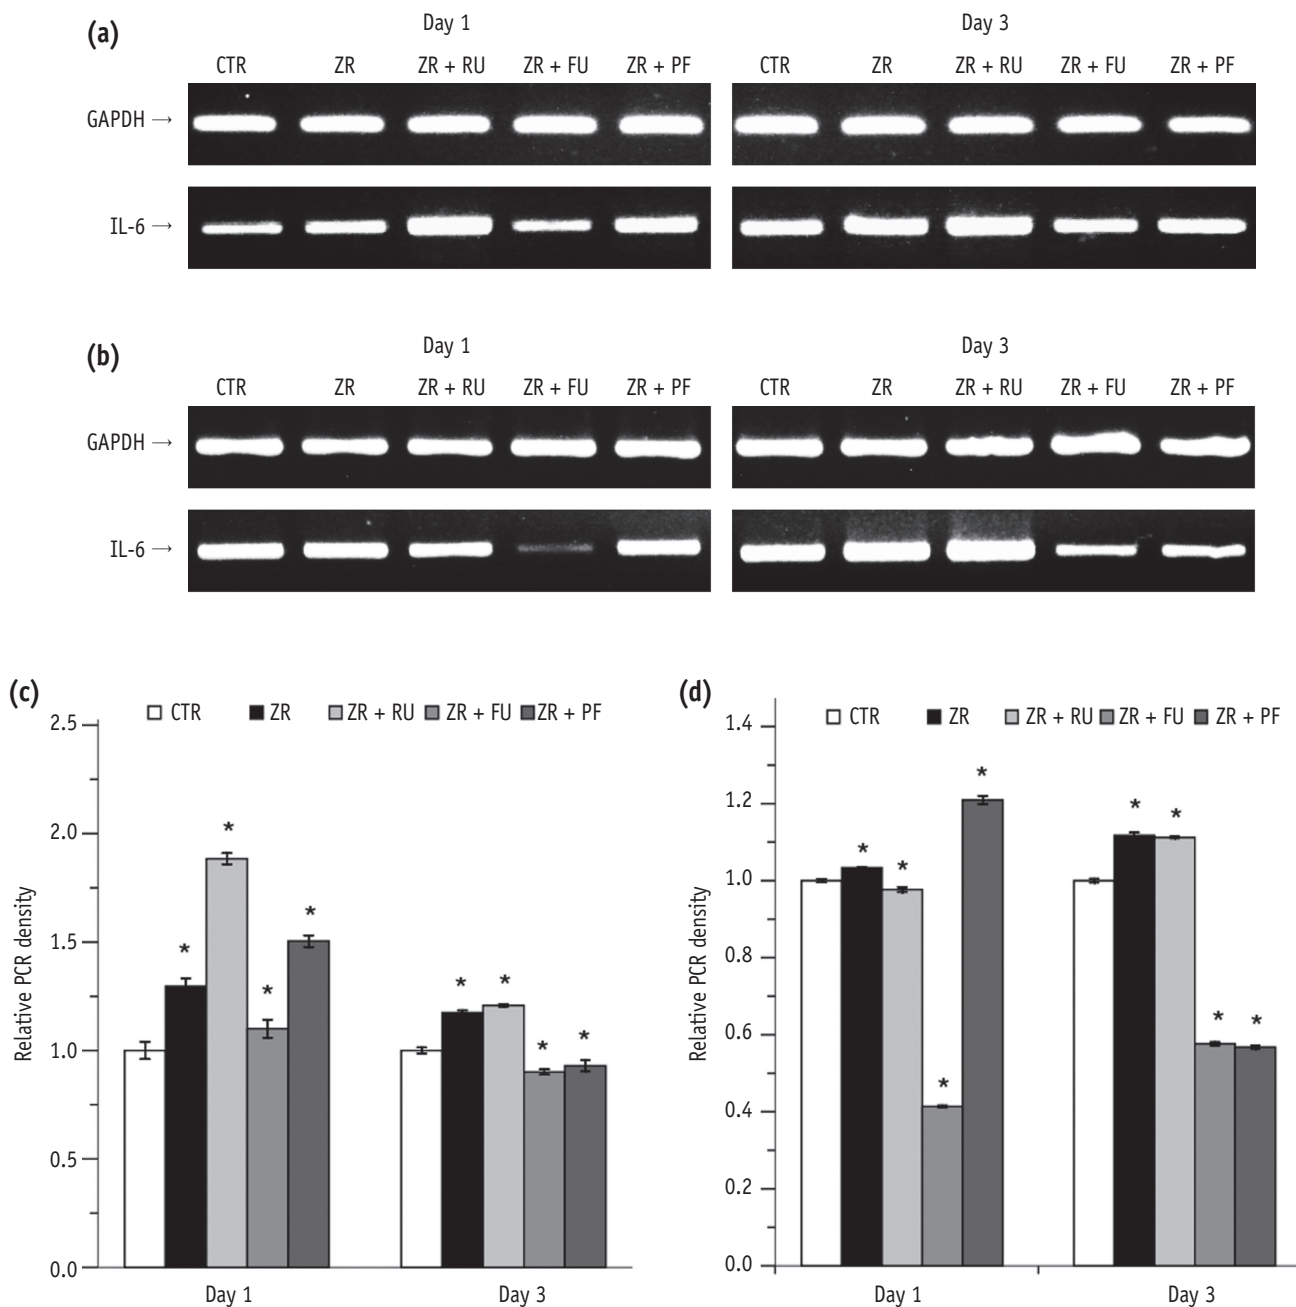 (a)
Day 1 Day 3
CTR ZR ZR + RU ZR + FU ZR + PF CTR ZR ZR + RU ZR + FU ZR + PF
GAPDH →
IL-6 →
(b)
Day 1 Day 3
CTR ZR ZR + RU ZR + FU ZR + PF CTR ZR ZR + RU ZR + FU ZR + PF
GAPDH →
IL-6 →
(c)
CTR ZR ZR + RU ZR + FU ZR + PF
2.5
2.0
1.5
1.0
0.5
0.0
Relative PCR density
* * * * * * * *
Day 1 Day 3
(d)
CTR ZR ZR + RU ZR + FU ZR + PF
1.4
1.2
1.0
0.8
0.6
0.4
0.2
0.0
Relative PCR density
* * * * * * * *
Day 1 Day 3